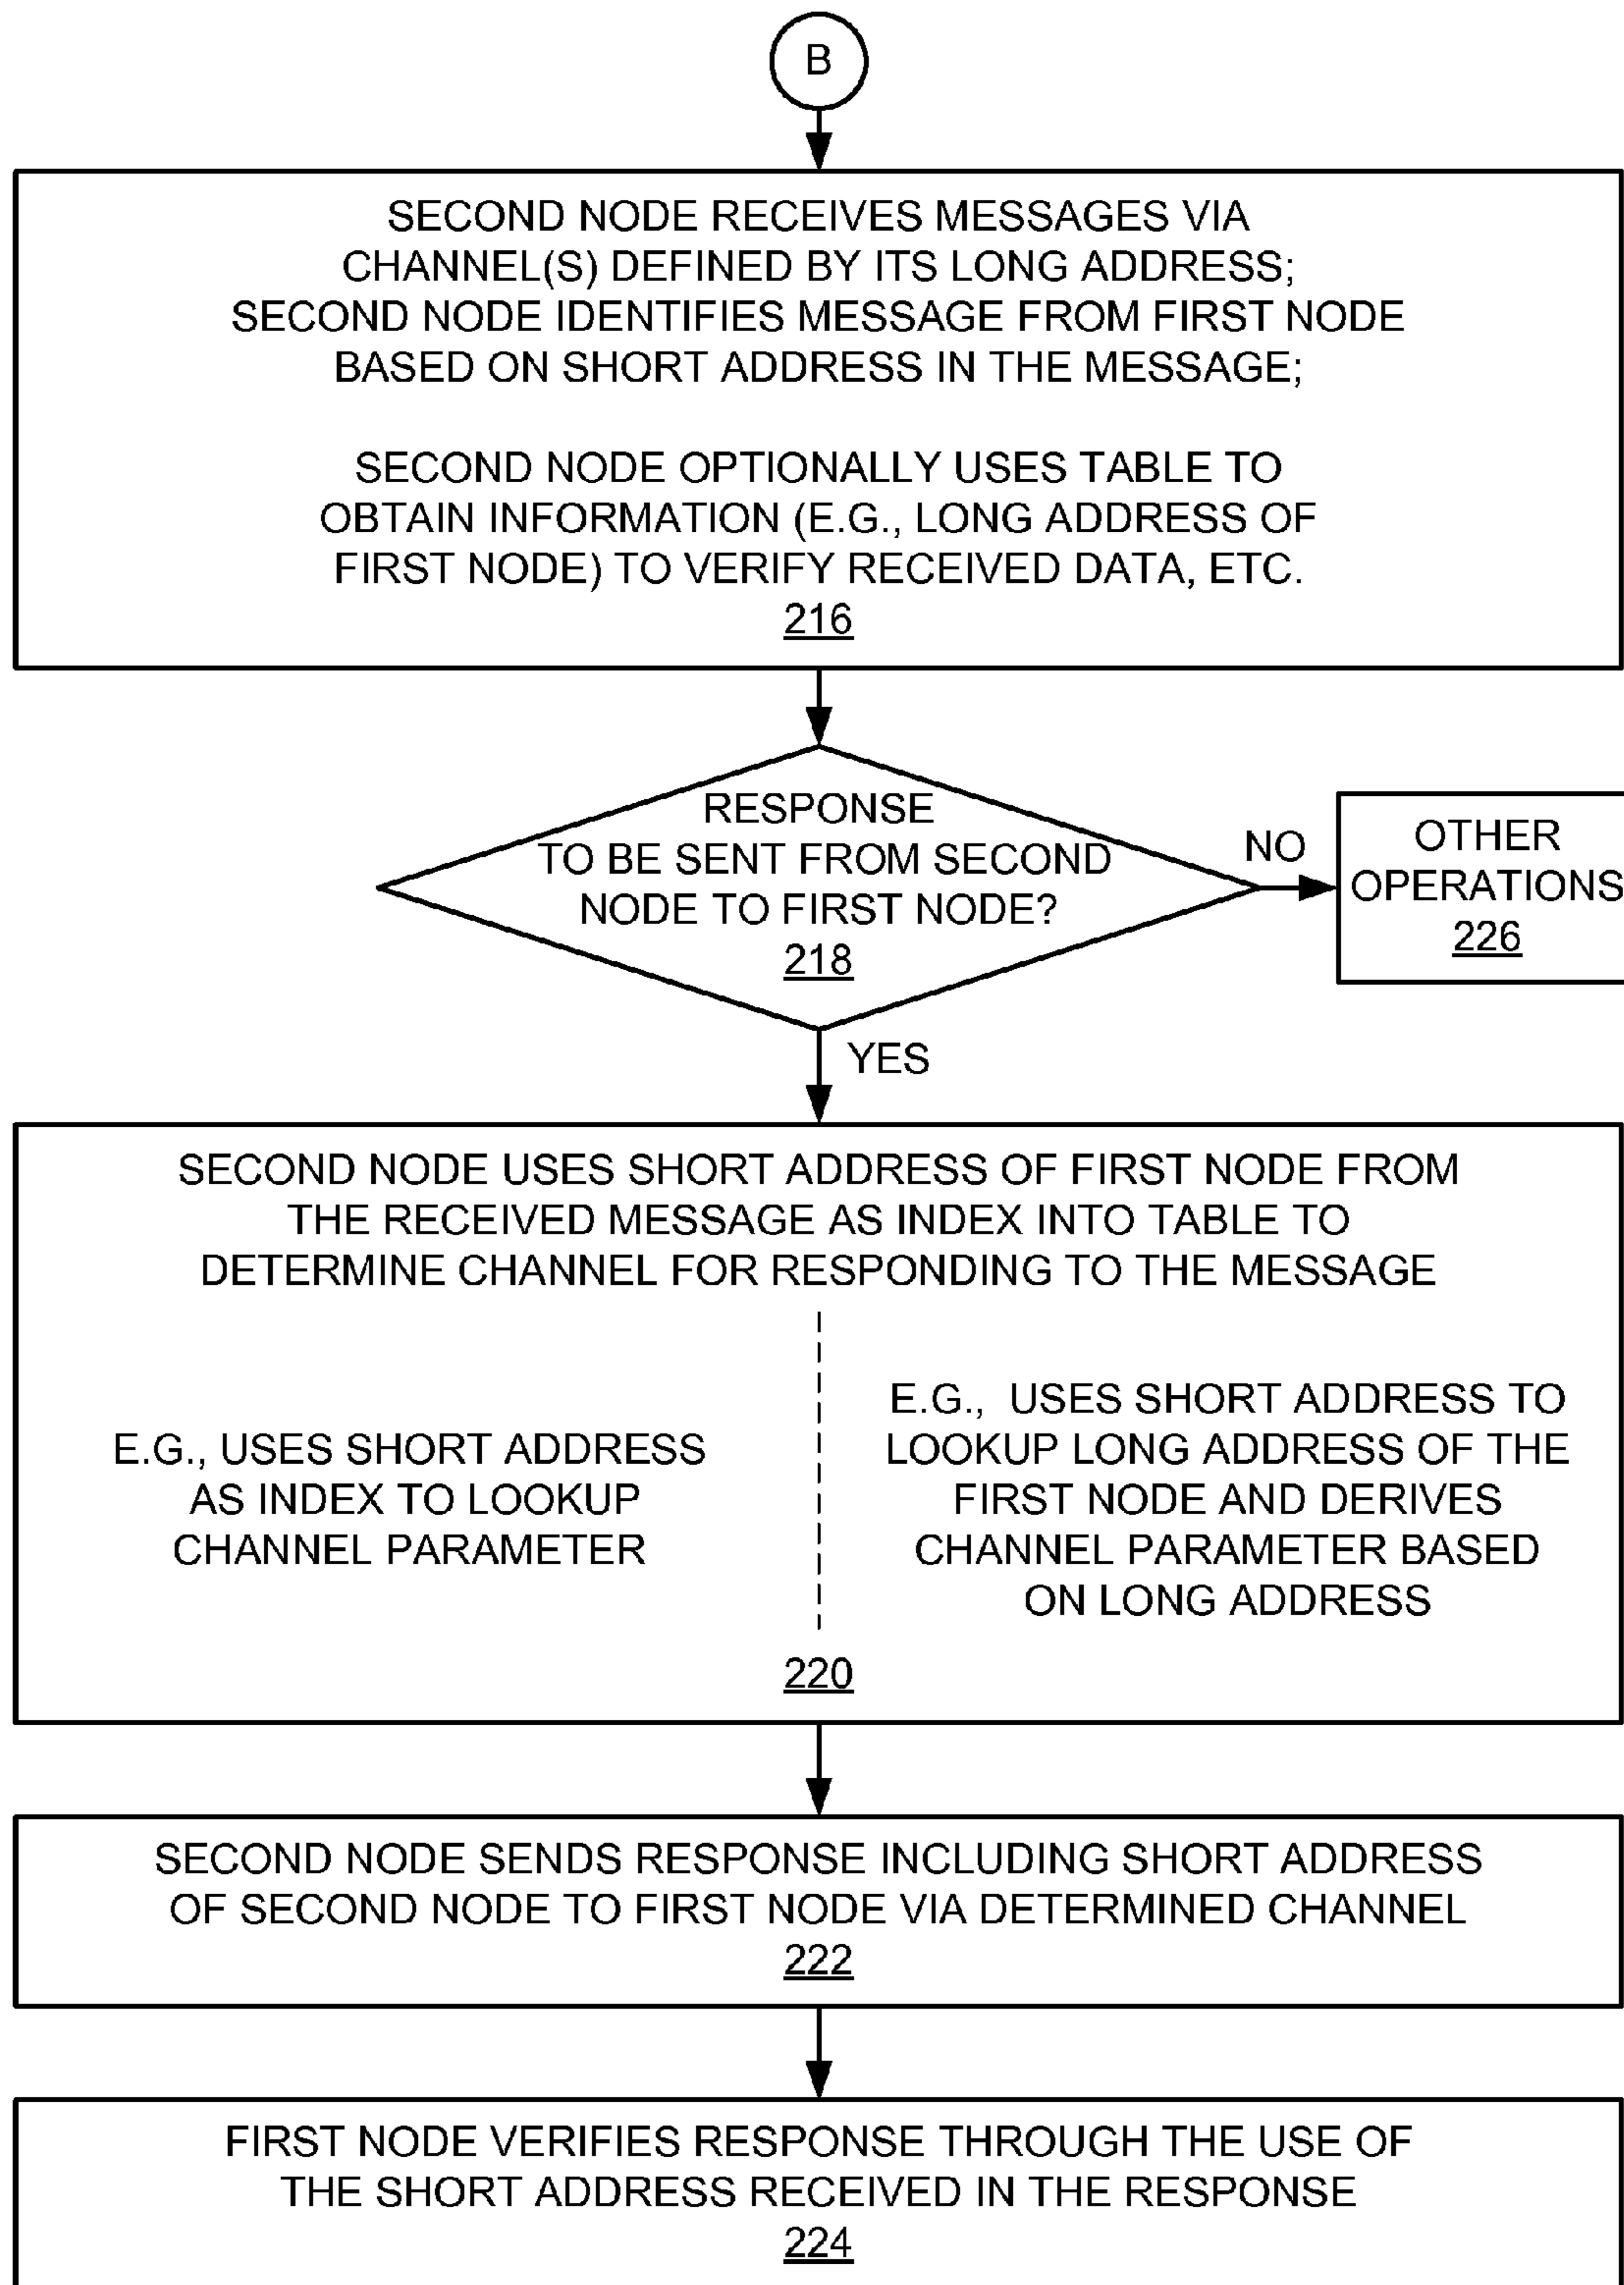 B
SECOND NODE RECEIVES MESSAGES VIA
CHANNEL(S) DEFINED BY ITS LONG ADDRESS;
SECOND NODE IDENTIFIES MESSAGE FROM FIRST NODE
BASED ON SHORT ADDRESS IN THE MESSAGE;
SECOND NODE OPTIONALLY USES TABLE TO
OBTAIN INFORMATION (E.G., LONG ADDRESS OF
FIRST NODE) TO VERIFY RECEIVED DATA, ETC.
216
RESPONSE
TO BE SENT FROM SECOND
NODE TO FIRST NODE?
218
NO
OTHER
OPERATIONS
226
YES
SECOND NODE USES SHORT ADDRESS OF FIRST NODE FROM
THE RECEIVED MESSAGE AS INDEX INTO TABLE TO
DETERMINE CHANNEL FOR RESPONDING TO THE MESSAGE
E.G., USES SHORT ADDRESS
AS INDEX TO LOOKUP
CHANNEL PARAMETER
E.G., USES SHORT ADDRESS TO
LOOKUP LONG ADDRESS OF THE
FIRST NODE AND DERIVES
CHANNEL PARAMETER BASED
ON LONG ADDRESS
220
SECOND NODE SENDS RESPONSE INCLUDING SHORT ADDRESS
OF SECOND NODE TO FIRST NODE VIA DETERMINED CHANNEL
222
FIRST NODE VERIFIES RESPONSE THROUGH THE USE OF
THE SHORT ADDRESS RECEIVED IN THE RESPONSE
224